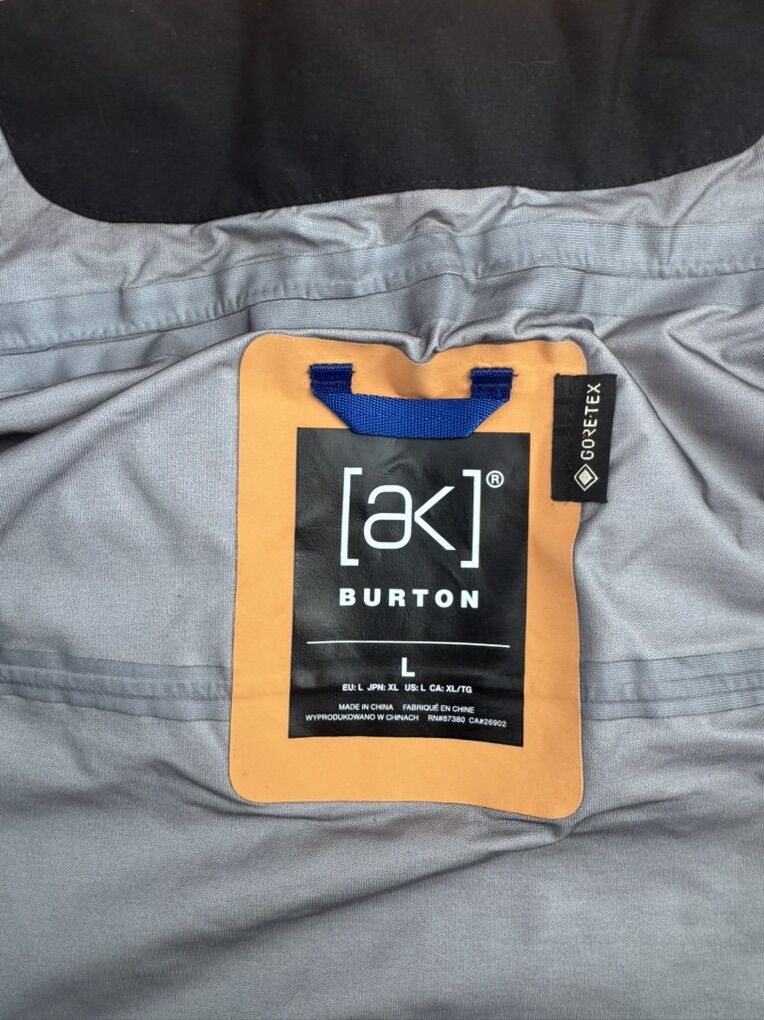 GORE-TEX
[ak]®
BURTON
L
EU: L JPN: XL US: L CA: XL/TG
MADE IN CHINA FABRIQUÉ EN CHINE
WYPRODUKOWANO W CHINACH RN#87380 CA#26902